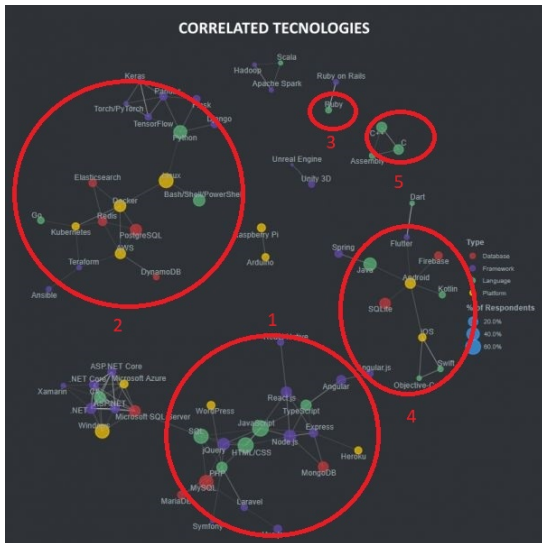 CORRELATED TECNOLOGIES
Scala
Hadoop
Apache Spark
Ruby on Rails
Ruby
3
Keras
Pandas
Torch/PyTorch
Flask
TensorFlow
Django
Python
C++
C
Assembly
5
Unreal Engine
Unity 3D
Linux
Bash/Shell/PowerShell
Elasticsearch
Docker
Redis
Go
Kubernetes
PostgreSQL
AWS
Teraform
DynamoDB
Ansible
2
Raspberry Pi
Arduino
1
Dart
Flutter
Spring
Java
Firebase
Android
Kotlin
SQLite
iOS
Swift
Objective-C
4
Type
Database
Framework
Language
Platform
% of Respondents
20.0%
40.0%
60.0%
ASP.NET Core
.NET Core
Microsoft Azure
Xamarin
C#
ASP.NET
.NET
Microsoft SQL Server
Windows
Angular.js
Angular
React.js
TypeScript
WordPress
JavaScript
SQL
Express
Node.js
jQuery
HTML/CSS
Heroku
MongoDB
PHP
MySQL
MariaDB
Laravel
Symfony